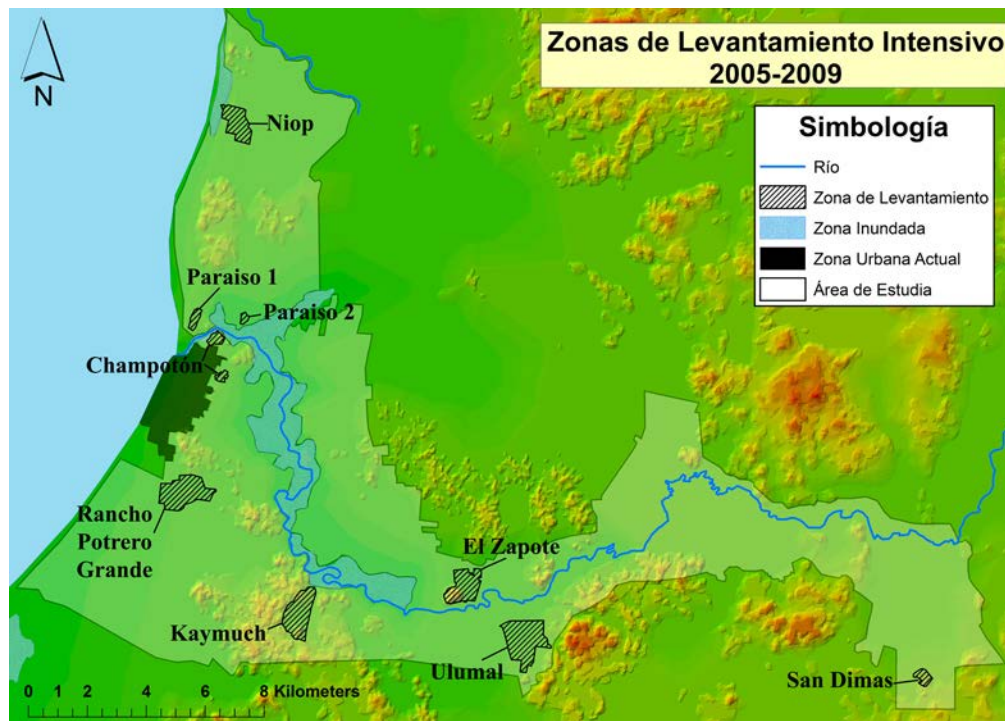 Zonas de Levantamiento Intensivo
2005-2009
N
Simbología
Río
Zona de Levantamiento
Zona Inundada
Zona Urbana Actual
Área de Estudia
Niop
Paraiso 1
Paraiso 2
Champotón
Rancho
Potrero
Grande
El Zapote
Kaymuch
Ulumal
San Dimas
0 2 4 6 8 Kilometers